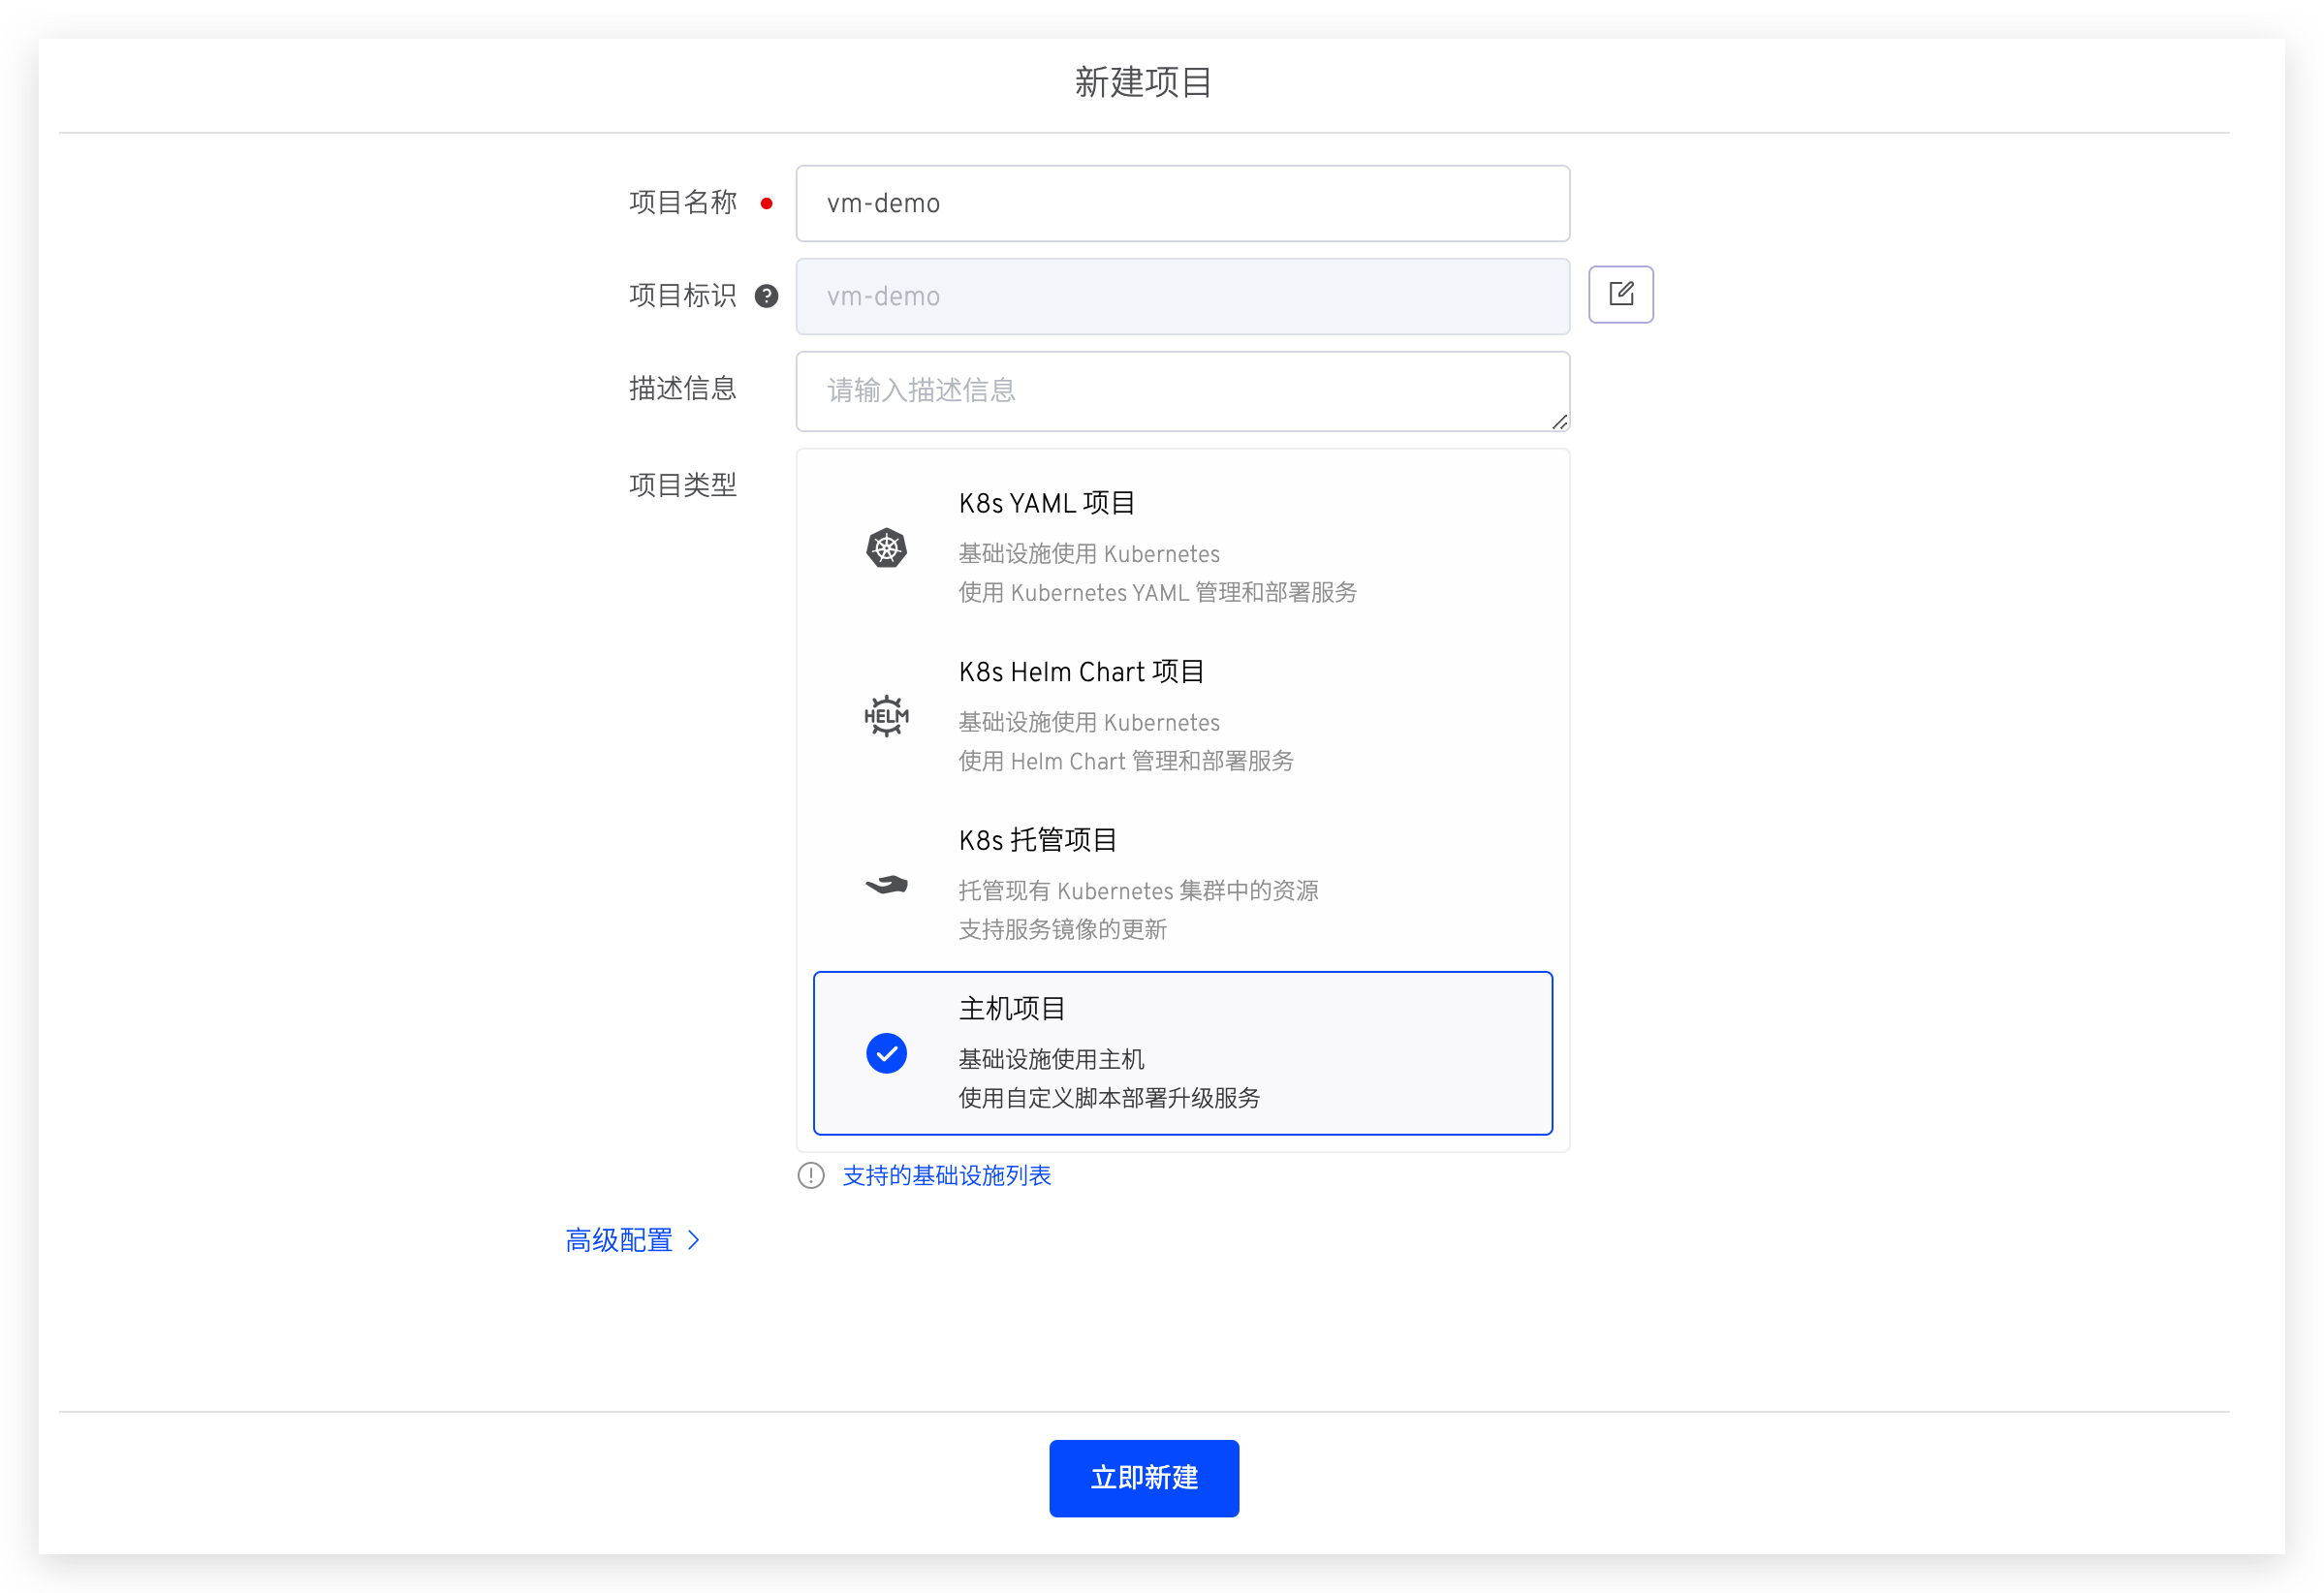 新建项目
项目名称 vm-demo
项目标识 vm-demo
描述信息 请输入描述信息
项目类型
K8s YAML 项目
基础设施使用 Kubernetes
使用 Kubernetes YAML 管理和部署服务
HELM
K8s Helm Chart 项目
基础设施使用 Kubernetes
使用 Helm Chart 管理和部署服务
K8s 托管项目
托管现有 Kubernetes 集群中的资源
支持服务镜像的更新
主机项目
基础设施使用主机
使用自定义脚本部署升级服务
支持的基础设施列表
高级配置
立即新建